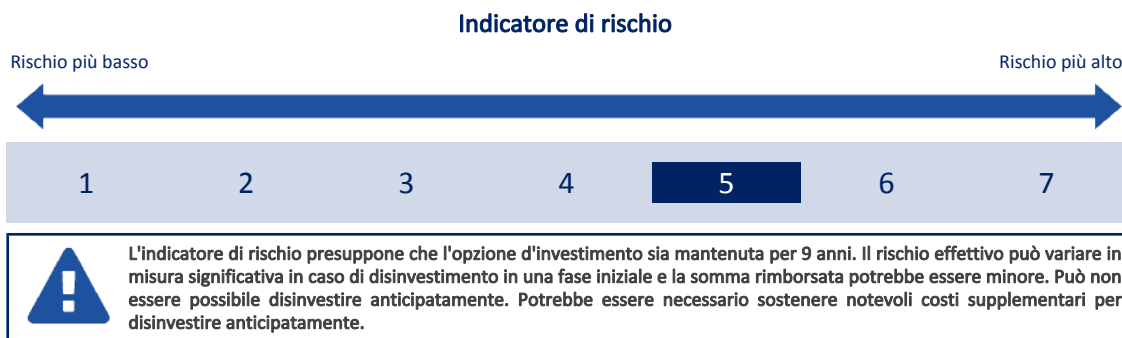 Indicatore di rischio
Rischio più basso
Rischio più alto
1 2 3 4 5 6 7
L'indicatore di rischio presuppone che l'opzione d'investimento sia mantenuta per 9 anni. Il rischio effettivo può variare in
misura significativa in caso di disinvestimento in una fase iniziale e la somma rimborsata potrebbe essere minore. Può non
essere possibile disinvestire anticipatamente. Potrebbe essere necessario sostenere notevoli costi supplementari per
disinvestire anticipatamente.